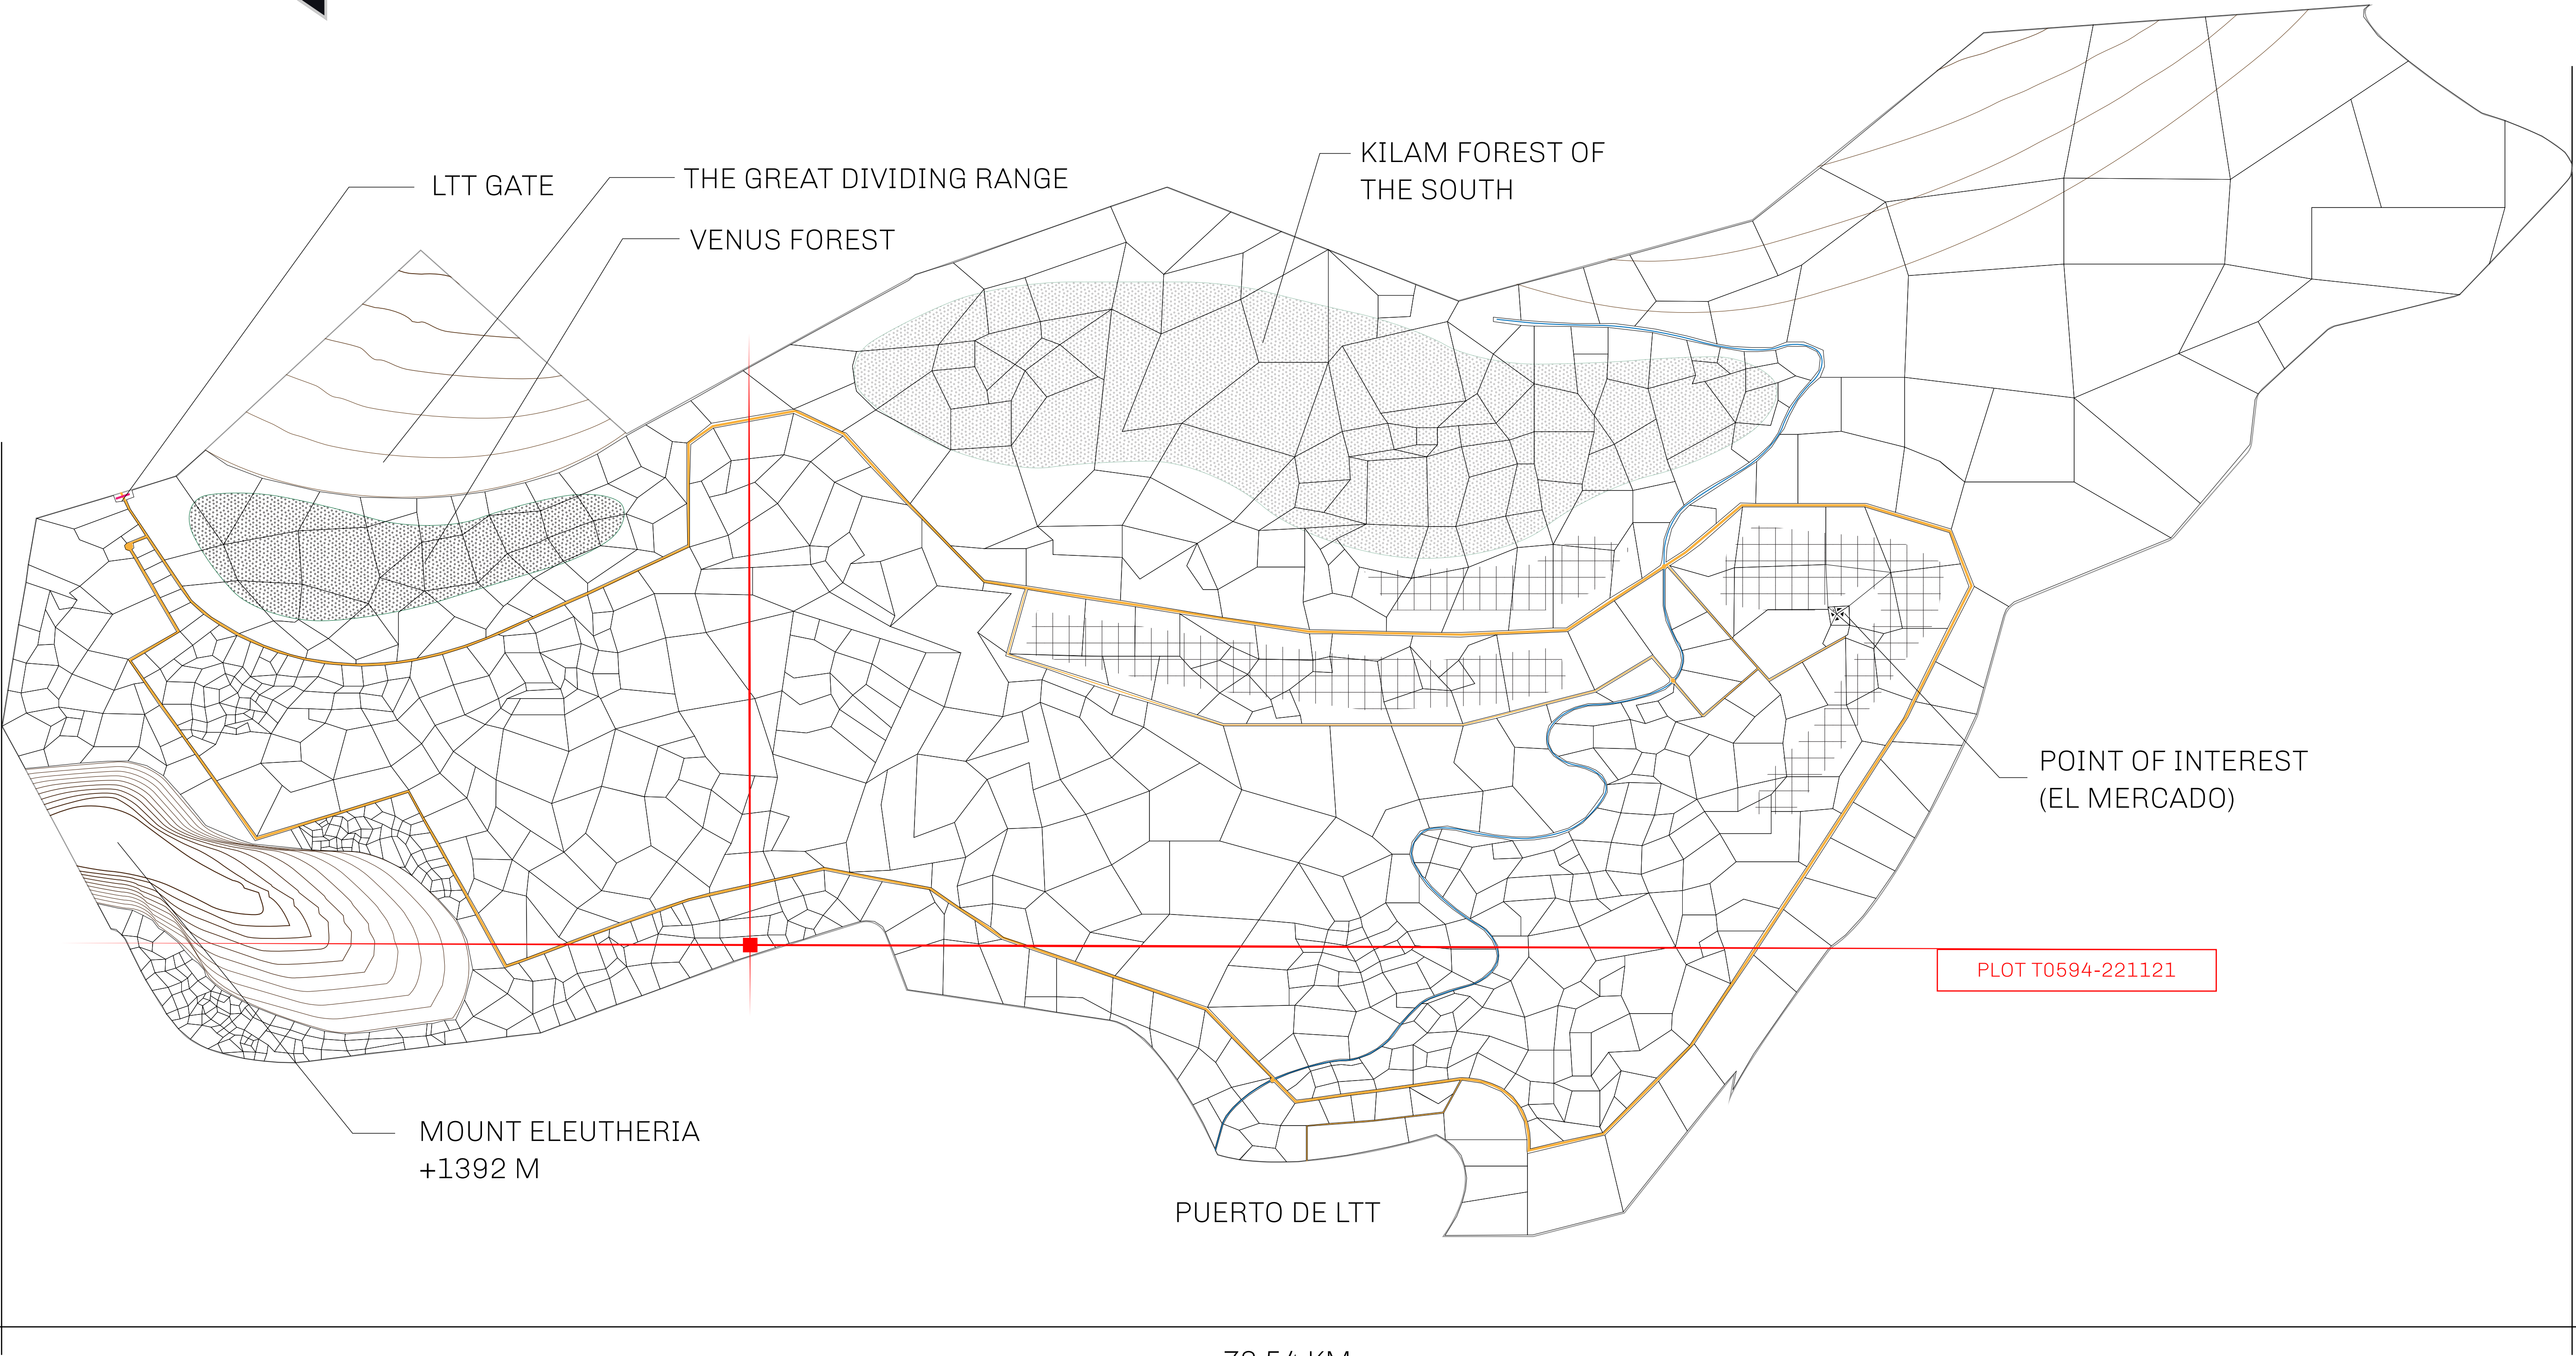 KILAM FOREST OF
THE SOUTH
LTT GATE
THE GREAT DIVIDING RANGE
VENUS FOREST
POINT OF INTEREST
(EL MERCADO)
PLOT T0594-221121
MOUNT ELEUTHERIA
+1392 M
PUERTO DE LTT
KM